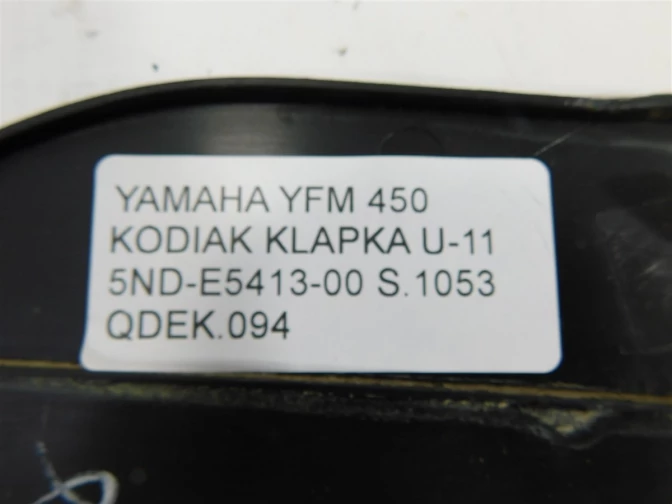 YAMAHA YFM 450
KODIAK KLAPKA U-11
5ND-E5413-00 S.1053
QDEK.094